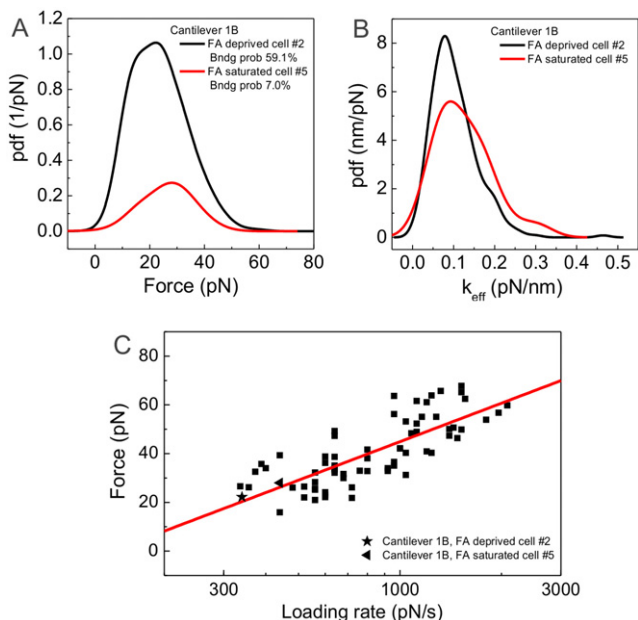 A
Cantilever 1B
FA deprived cell #2
Bndg prob 59.1%
FA saturated cell #5
Bndg prob 7.0%
pdf (1/pN)
1.0
0.8
0.6
0.4
0.2
0.0
0 20 40 60 80
Force (pN)
B
Cantilever 1B
FA deprived cell #2
FA saturated cell #5
pdf (nm/pN)
8
6
4
2
0
0.0 0.1 0.2 0.3 0.4 0.5
k_eff (pN/nm)
C
Force (pN)
80
60
40
20
0
Cantilever 1B, FA deprived cell #2
Cantilever 1B, FA saturated cell #5
300 1000 3000
Loading rate (pN/s)